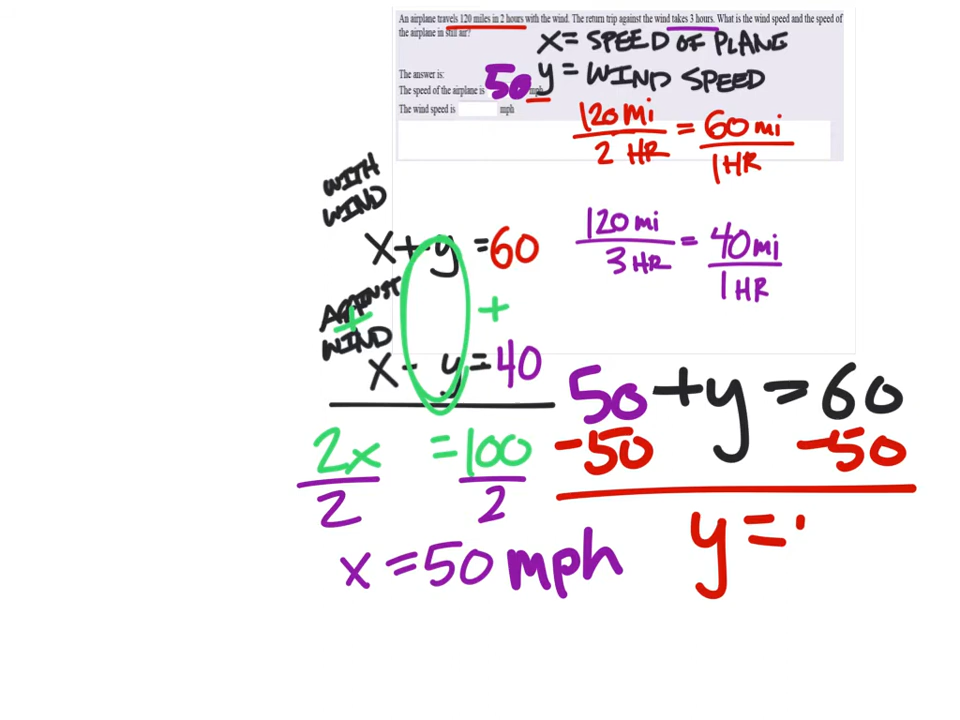 An airplane travels 120 miles in 2 hours with the wind. The return trip against the wind takes 3 hours. What is the wind speed and the speed of
the airplane in still air?
x = SPEED OF PLANE
The answer is:
y = WIND SPEED
The speed of the airplane is 50 mph
The wind speed is mph
120 Mi / 2 HR = 60 mi / 1 HR
WITH
WIND
x + y = 60
120 mi / 3 HR = 40 mi / 1 HR
AGAINST
WIND
+ +
x - y = 40
50 + y = 60
2x = 100
-50 -50
2 2
y =
x = 50 mph